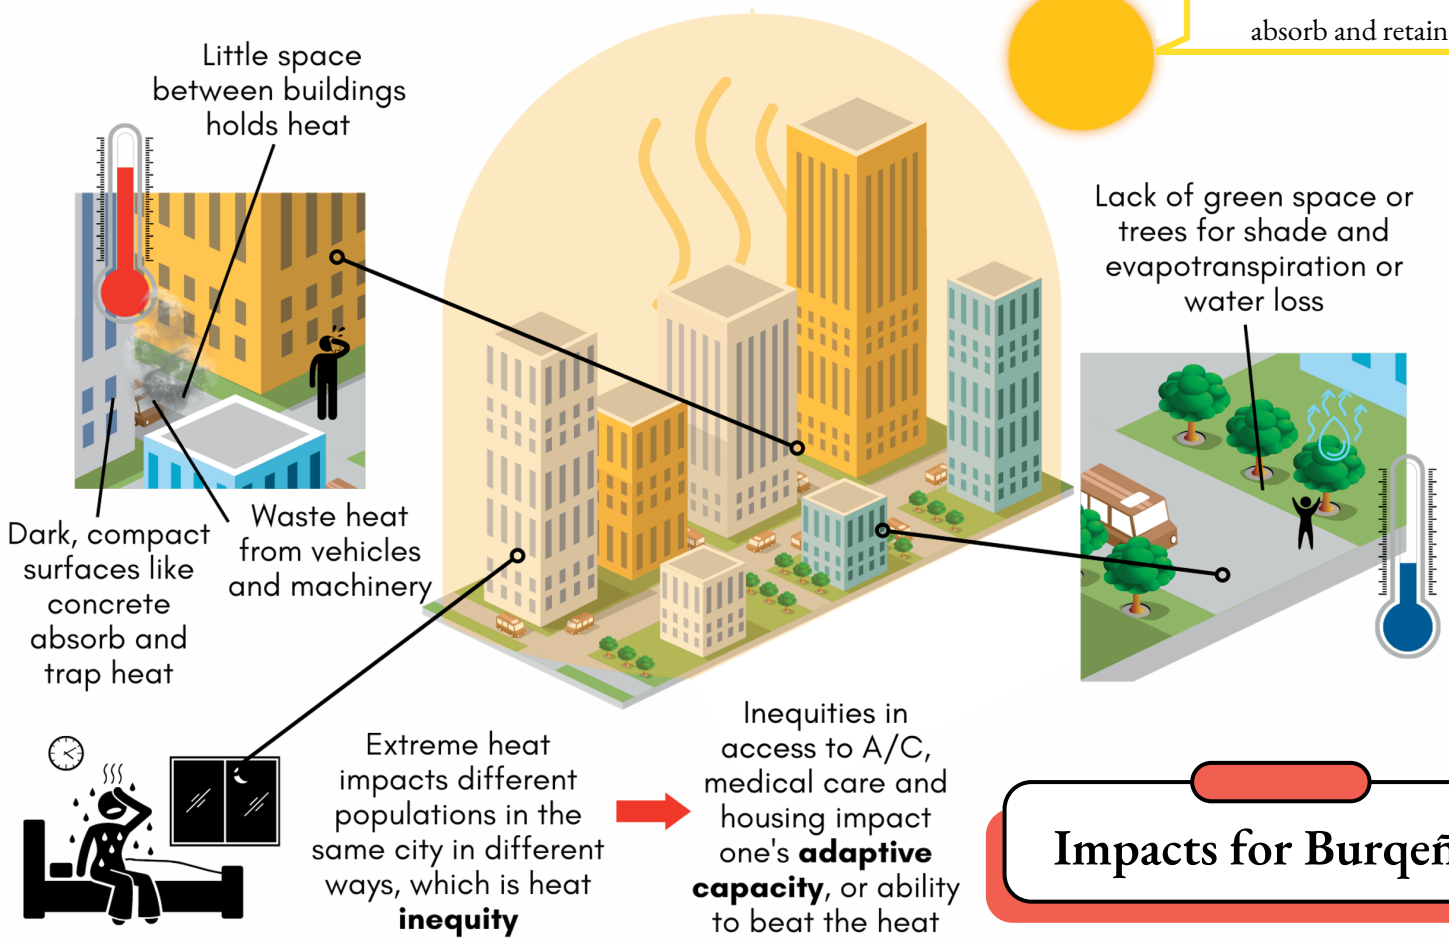 absorb and retain
Little space
between buildings
holds heat
Lack of green space or
trees for shade and
evapotranspiration or
water loss
Dark, compact
surfaces like
concrete
absorb and
trap heat
Waste heat
from vehicles
and machinery
Extreme heat
impacts different
populations in the
same city in different
ways, which is heat
inequity
Inequities in
access to A/C,
medical care and
housing impact
one's adaptive
capacity, or ability
to beat the heat
Impacts for Burqeñ